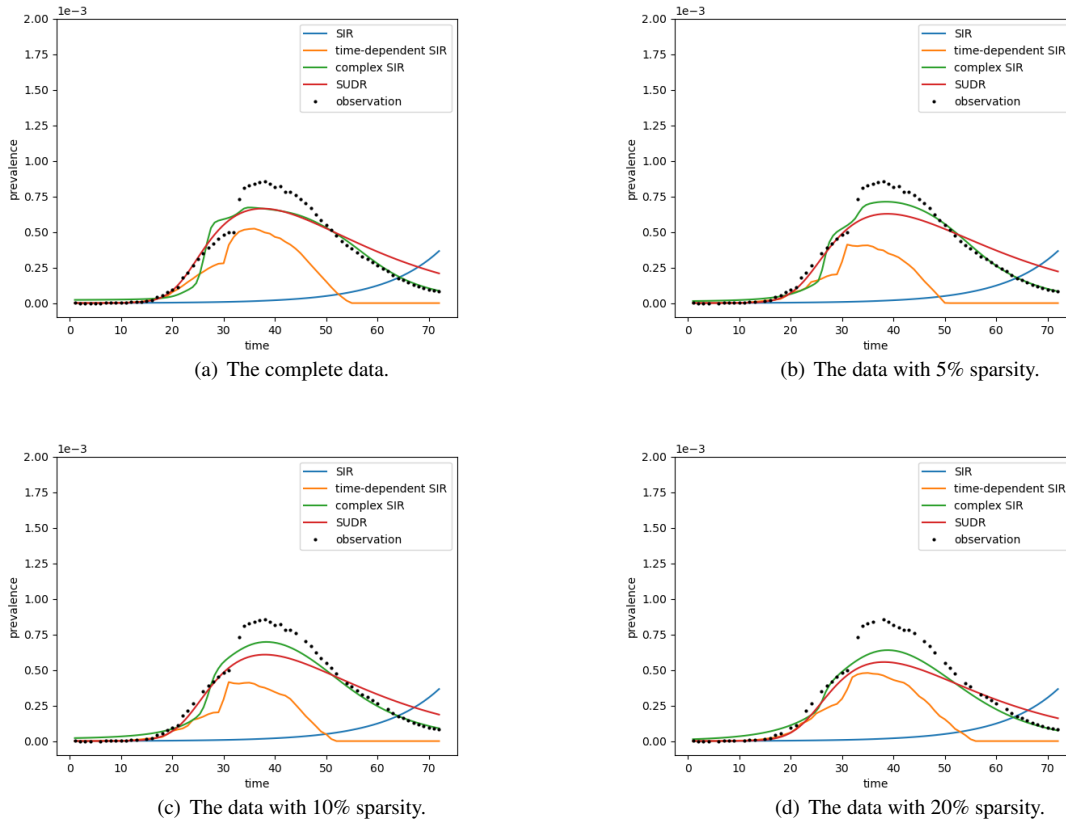 1e−3
2.00
1.75
1.50
1.25
1.00
0.75
0.50
0.25
0.00
prevalence
SIR
time-dependent SIR
complex SIR
SUDR
observation
0 10 20 30 40 50 60 70
time
(a) The complete data.
1e−3
2.00
1.75
1.50
1.25
1.00
0.75
0.50
0.25
0.00
prevalence
SIR
time-dependent SIR
complex SIR
SUDR
observation
0 10 20 30 40 50 60 70
time
(b) The data with 5% sparsity.
1e−3
2.00
1.75
1.50
1.25
1.00
0.75
0.50
0.25
0.00
prevalence
SIR
time-dependent SIR
complex SIR
SUDR
observation
0 10 20 30 40 50 60 70
time
(c) The data with 10% sparsity.
1e−3
2.00
1.75
1.50
1.25
1.00
0.75
0.50
0.25
0.00
prevalence
SIR
time-dependent SIR
complex SIR
SUDR
observation
0 10 20 30 40 50 60 70
time
(d) The data with 20% sparsity.